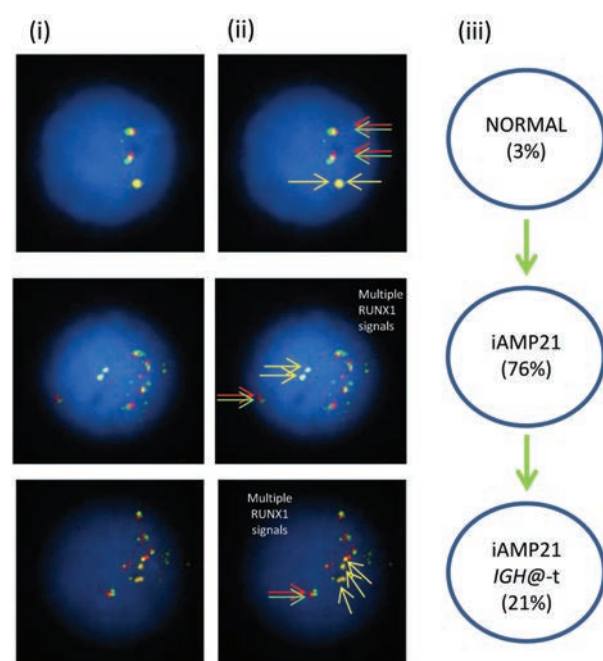 (i)
(ii)
(iii)
NORMAL
(3%)
Multiple
RUNX1
signals
iAMP21
(76%)
Multiple
RUNX1
signals
iAMP21
IGH@-t
(21%)